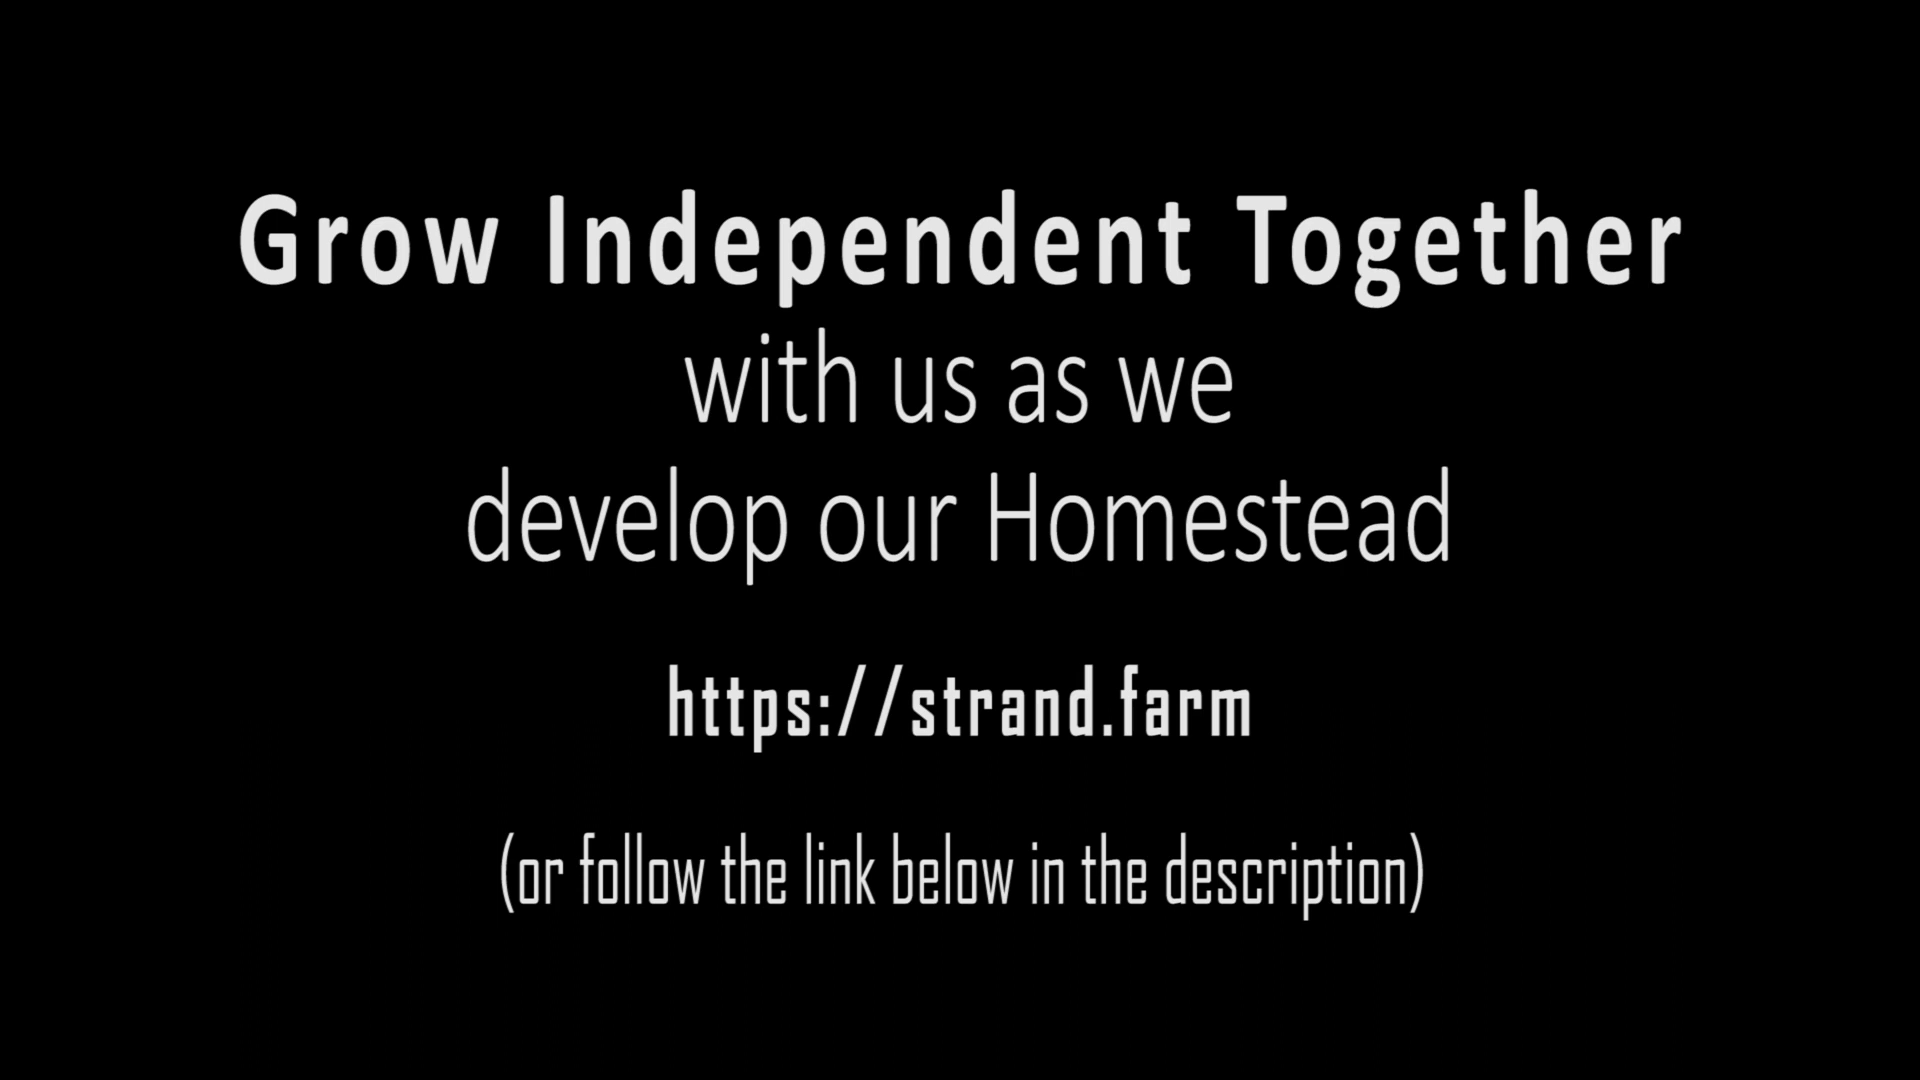 Grow Independent Together
with us as we
develop our Homestead
https://strand.farm
(or follow the link below in the description)